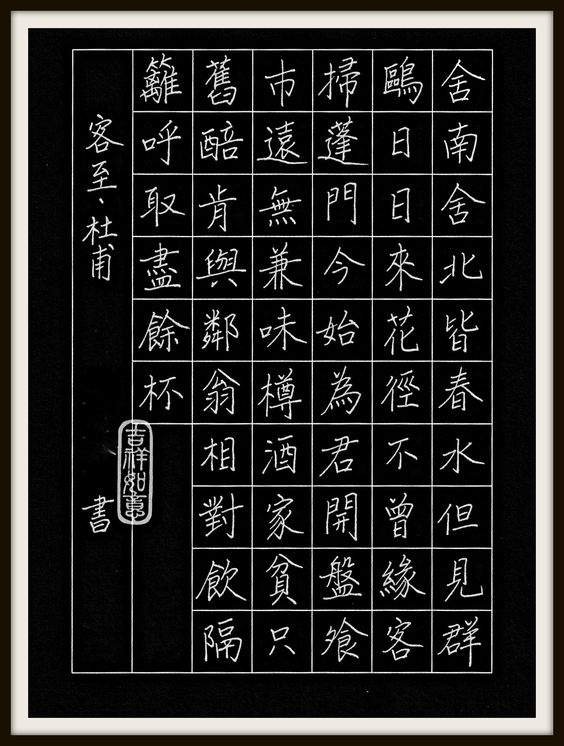 舍南舍北皆春水但見群
鷗日日來花徑不曾緣客
掃蓬門今始為君開盤飧
市遠無兼味樽酒家貧只
舊醅肯與鄰翁相對飲隔
籬呼取盡餘杯
客至、杜甫
書
吉祥如意